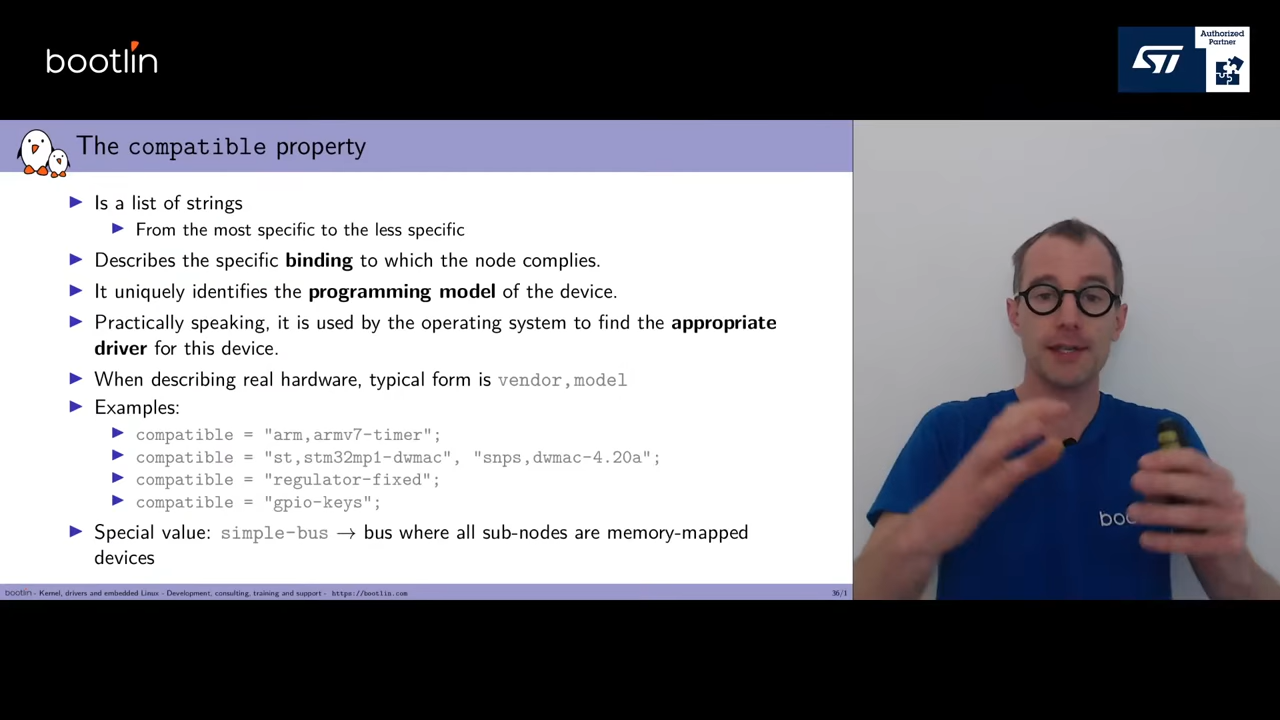 bootlin
ST
Authorized
Partner
The compatible property
▶ Is a list of strings
▶ From the most specific to the less specific
▶ Describes the specific binding to which the node complies.
▶ It uniquely identifies the programming model of the device.
▶ Practically speaking, it is used by the operating system to find the appropriate
driver for this device.
▶ When describing real hardware, typical form is vendor,model
▶ Examples:
▶ compatible = "arm,armv7-timer";
▶ compatible = "st,stm32mp1-dwmac", "snps,dwmac-4.20a";
▶ compatible = "regulator-fixed";
▶ compatible = "gpio-keys";
▶ Special value: simple-bus → bus where all sub-nodes are memory-mapped
devices
boo
bootlin - Kernel, drivers and embedded Linux - Development, consulting, training and support - https://bootlin.com
36/1